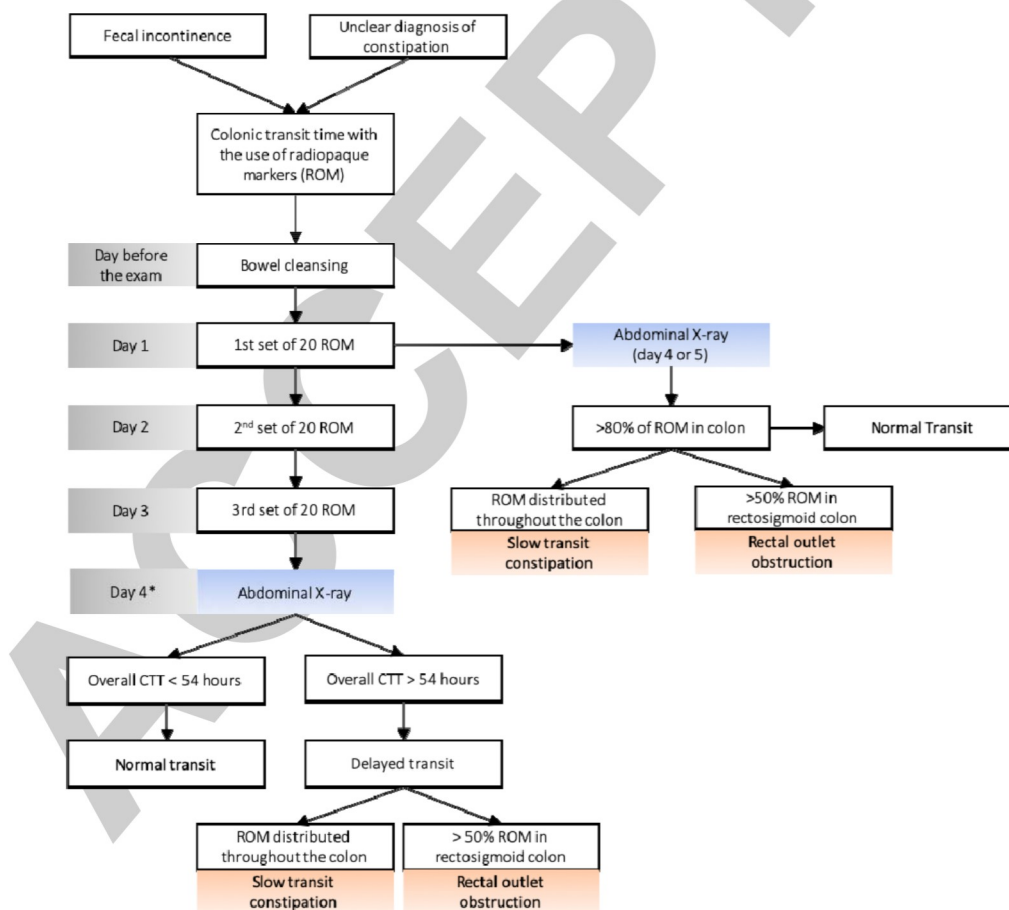 Fecal incontinence
Unclear diagnosis of
constipation
Colonic transit time with
the use of radiopaque
markers (ROM)
Day before
the exam
Bowel cleansing
Day 1
1st set of 20 ROM
Abdominal X-ray
(day 4 or 5)
Day 2
2nd set of 20 ROM
>80% of ROM in colon
Normal Transit
Day 3
3rd set of 20 ROM
ROM distributed
throughout the colon
Slow transit
constipation
>50% ROM in
rectosigmoid colon
Rectal outlet
obstruction
Day 4*
Abdominal X-ray
Overall CTT < 54 hours
Overall CTT > 54 hours
Normal transit
Delayed transit
ROM distributed
throughout the colon
Slow transit
constipation
> 50% ROM in
rectosigmoid colon
Rectal outlet
obstruction
ACCEP